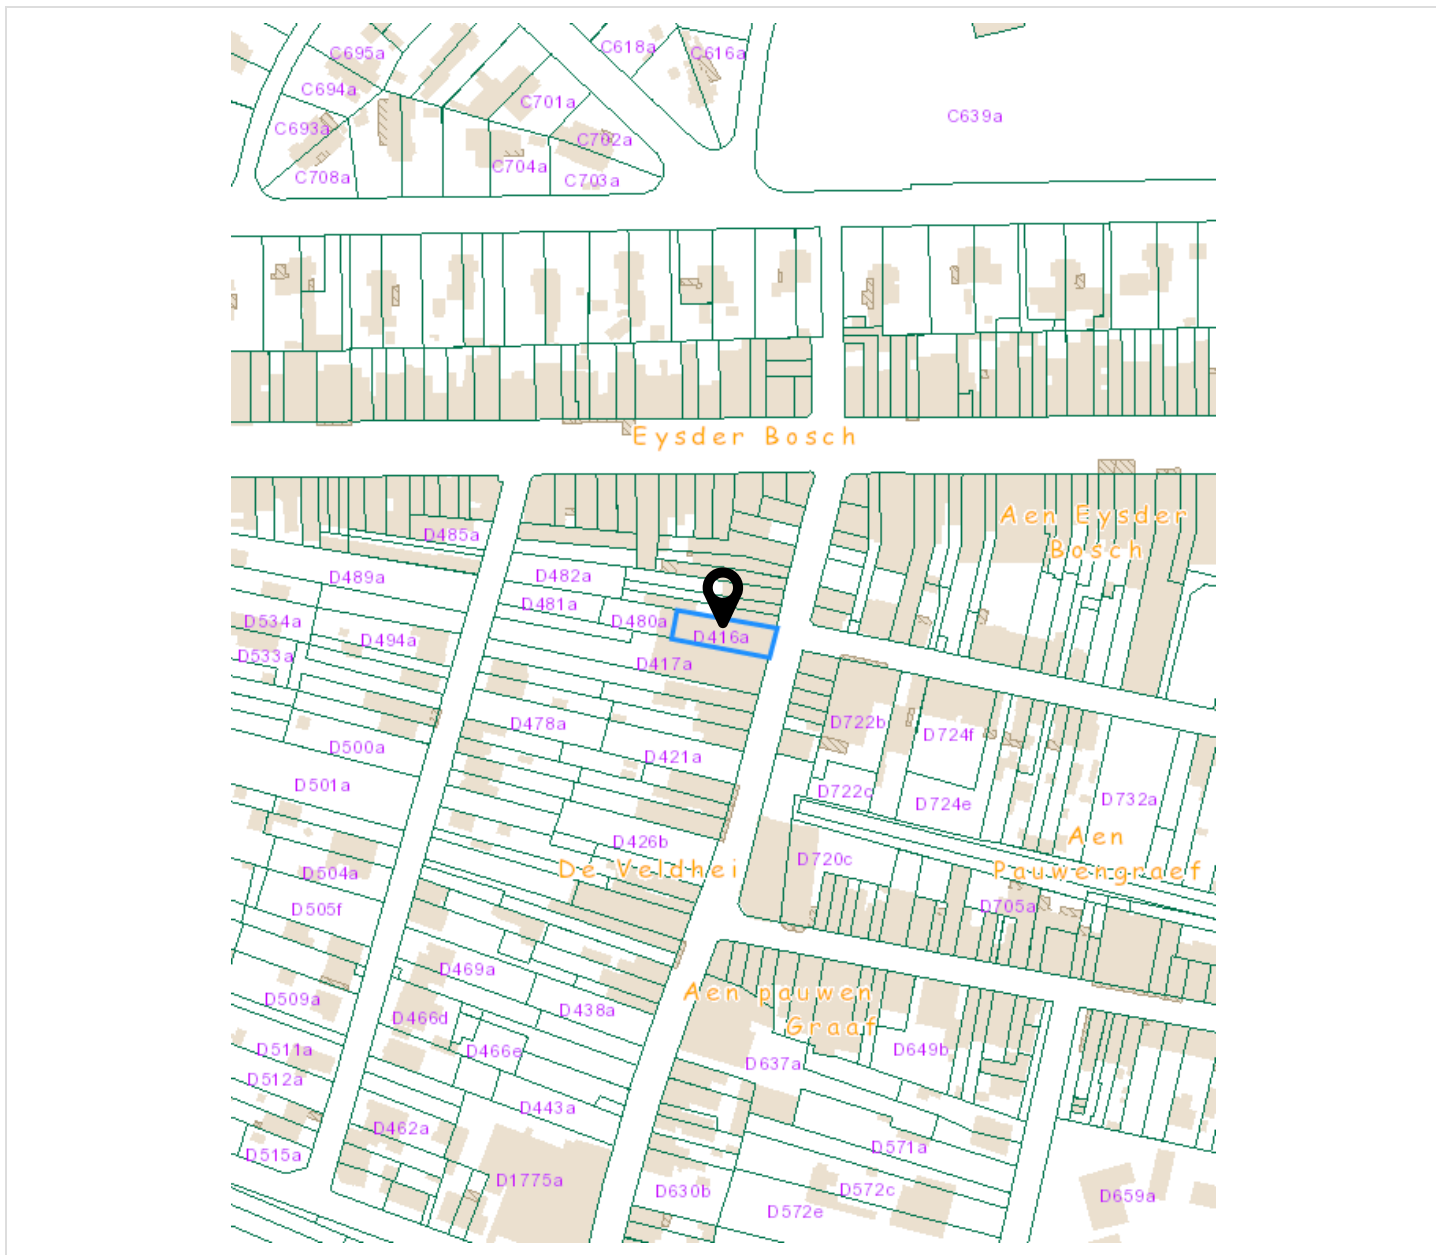 C618a
C695a
C616a
C694a
C701a
C639a
C693a
C702a
C704a
C708a
C703a
Eysder Bosch
Aen Eysder
Bosch
D485a
D482a
D489a
D481a
D534a
D480a
D494a
D416a
D533a
D417a
D478a
D722b
D724f
D500a
D421a
D501a
D722c
D732a
D724e
Aen
Pauwengraef
D426b
D720c
De Veldhei
D504a
D505f
D705a
D469a
Aen pauwen
Graaf
D509a
D438a
D466d
D511a
D466e
D649b
D637a
D512a
D443a
D462a
D571a
D515a
D1775a
D572c
D630b
D659a
D572e